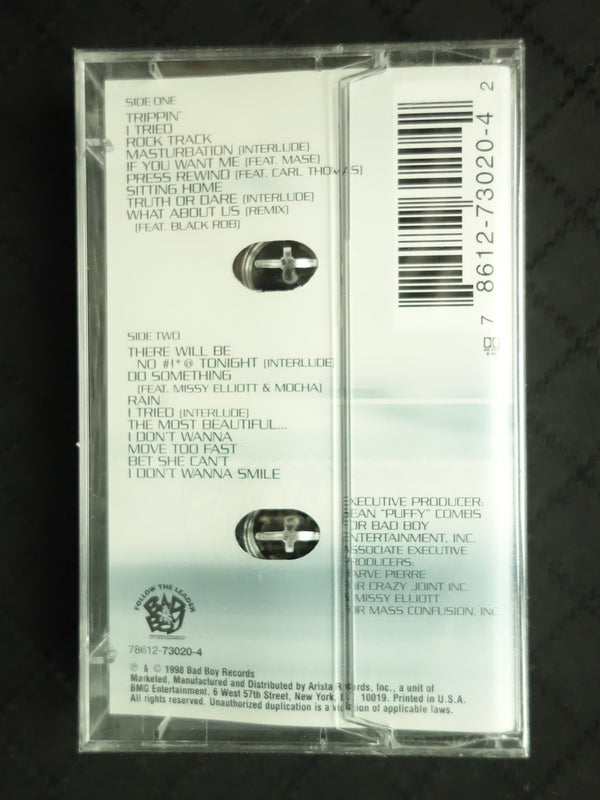 SIDE ONE
TRIPPIN'
I TRIED
ROCK TRACK
MASTURBATION (INTERLUDE)
IF YOU WANT ME (FEAT. MASE)
PRESS REWIND (FEAT. CARL THOMAS)
SITTING HOME
TRUTH OR DARE (INTERLUDE)
WHAT ABOUT US (REMIX)
(FEAT. BLACK ROB)
SIDE TWO
THERE WILL BE
NO #!*@ TONIGHT (INTERLUDE)
DO SOMETHING
(FEAT. MISSY ELLIOTT & MOCHA)
RAIN
I TRIED (INTERLUDE)
THE MOST BEAUTIFUL...
I DON'T WANNA
MOVE TOO FAST
BET SHE CAN'T
I DON'T WANNA SMILE
7 8612-73020-4 2
EXECUTIVE PRODUCER:
SEAN "PUFFY" COMBS
FOR BAD BOY
ENTERTAINMENT, INC.
ASSOCIATE EXECUTIVE
PRODUCERS:
HARVE PIERRE
FOR CRAZY JOINT INC.
& MISSY ELLIOTT
FOR MASS CONFUSION, INC
FOLLOW THE LEADER
BAD BOY
ENTERTAINMENT
78612-73020-4
℗ & © 1998 Bad Boy Records
Marketed, Manufactured and Distributed by Arista Records, Inc., a unit of
BMG Entertainment, 6 West 57th Street, New York, N.Y. 10019. Printed in U.S.A.
All rights reserved. Unauthorized duplication is a violation of applicable laws.